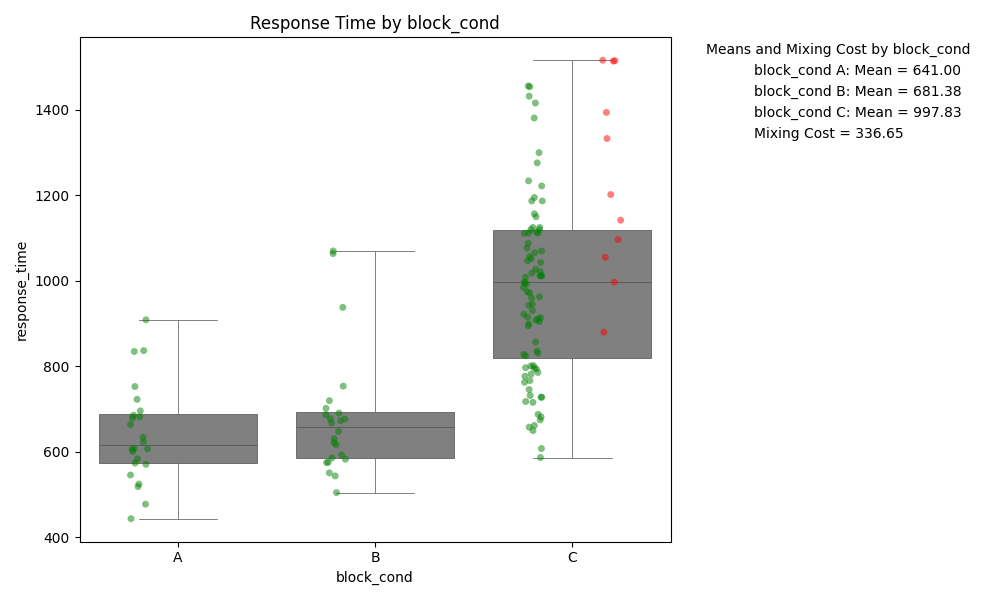 Response Time by block_cond
Means and Mixing Cost by block_cond
block_cond A: Mean = 641.00
block_cond B: Mean = 681.38
block_cond C: Mean = 997.83
Mixing Cost = 336.65
response_time
1400
1200
1000
800
600
400
A
B
C
block_cond